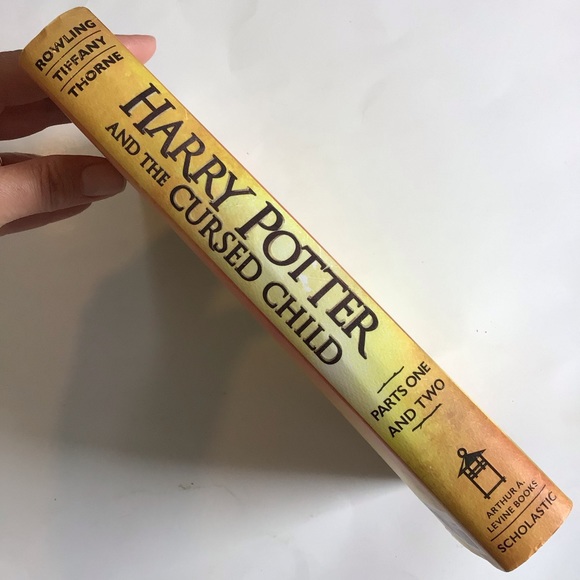 ROWLING
TIFFANY
THORNE
HARRY POTTER
AND THE CURSED CHILD
PARTS ONE
AND TWO
ARTHUR A.
LEVINE BOOKS
SCHOLASTIC